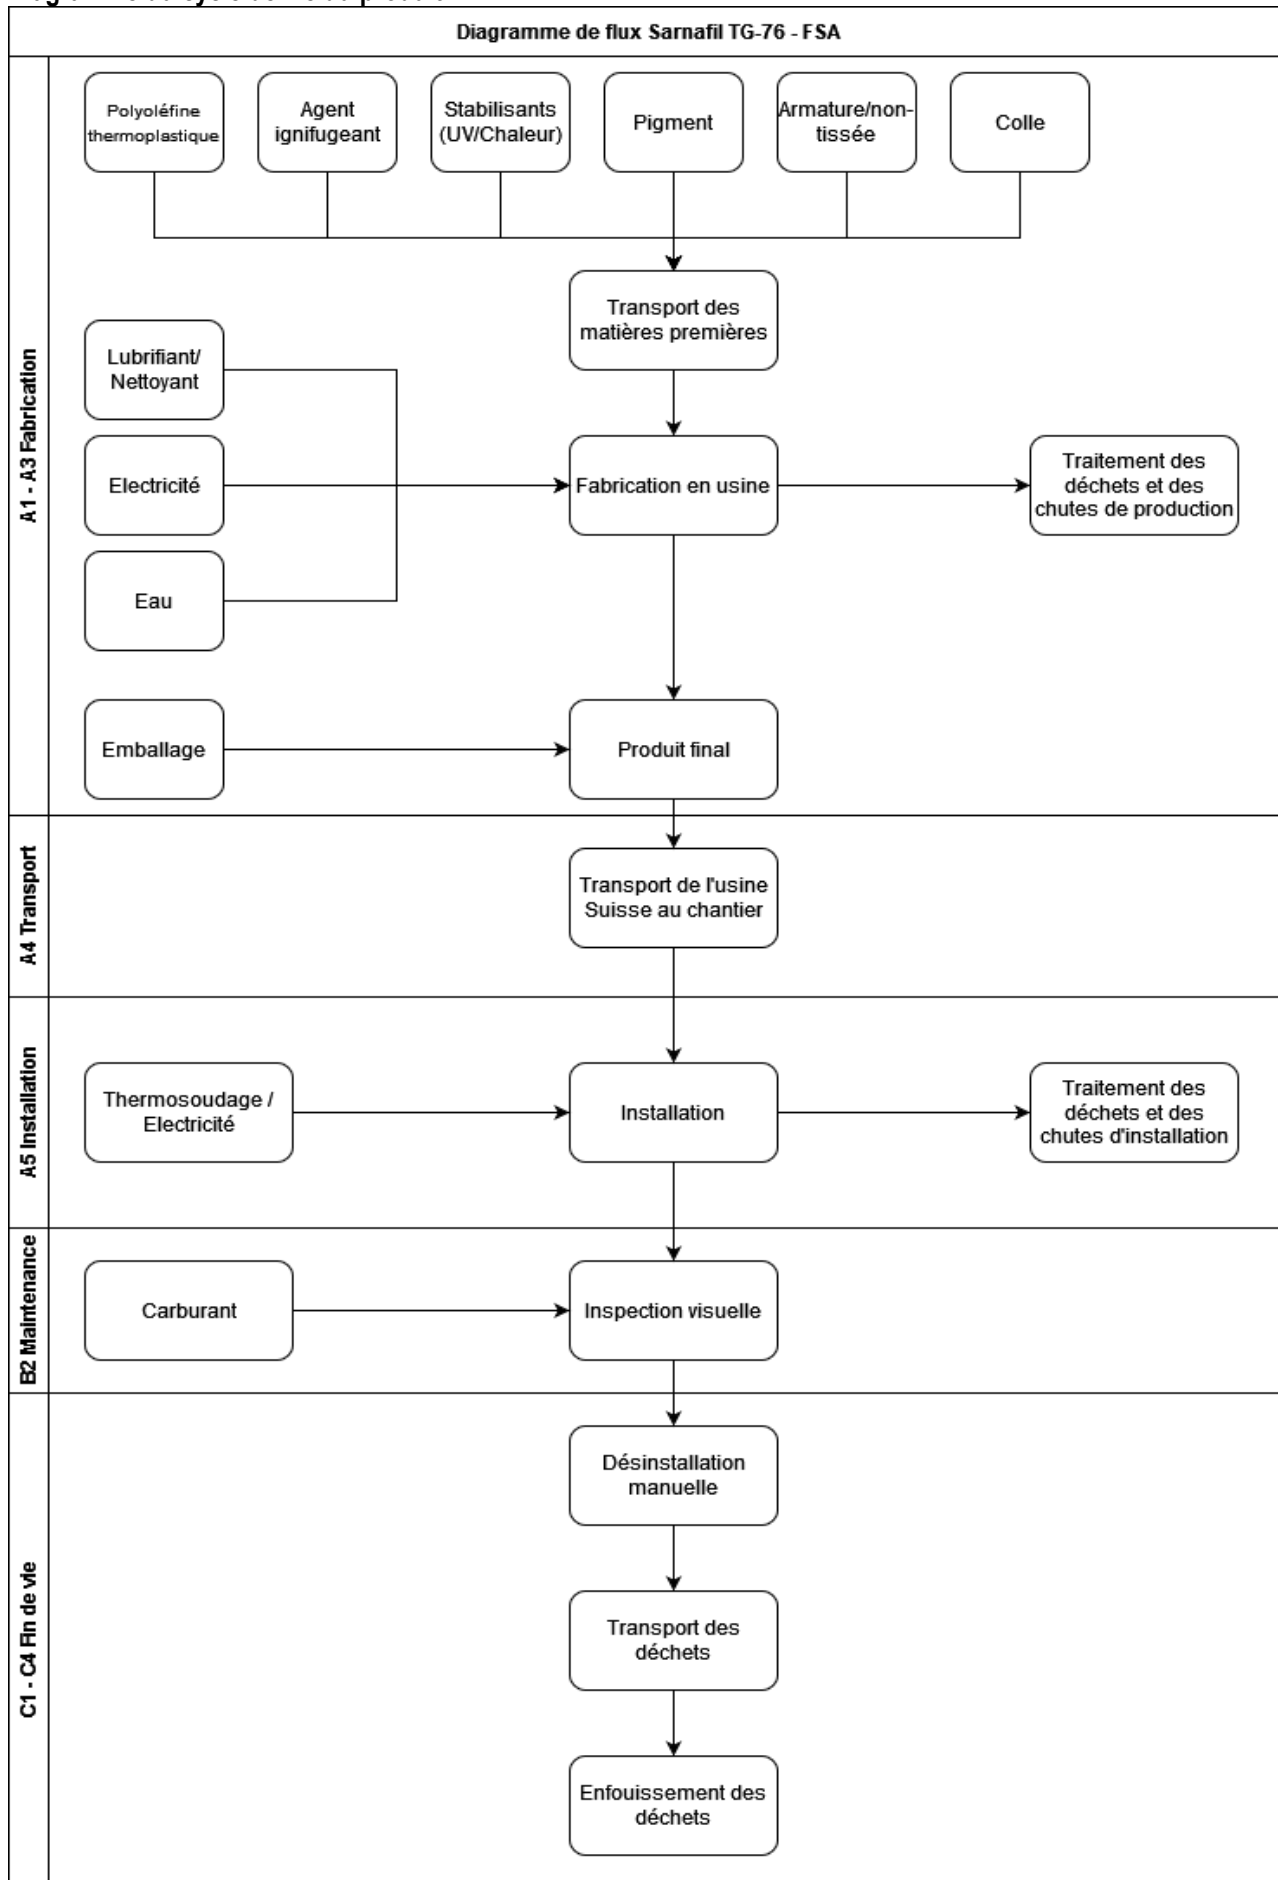 Diagramme de flux Sarnafil TG-76 - FSA
A1 - A3 Fabrication
Polyoléfine
thermoplastique
Agent
ignifugeant
Stabilisants
(UV/Chaleur)
Pigment
Armature/non-
tissée
Colle
Transport des
matières premières
Lubrifiant/
Nettoyant
Electricité
Fabrication en usine
Traitement des
déchets et des
chutes de production
Eau
Emballage
Produit final
A4 Transport
Transport de l'usine
Suisse au chantier
A5 Installation
Thermosoudage /
Electricité
Installation
Traitement des
déchets et des
chutes d'installation
B2 Maintenance
Carburant
Inspection visuelle
C1 - C4 Fin de vie
Désinstallation
manuelle
Transport des
déchets
Enfouissement des
déchets